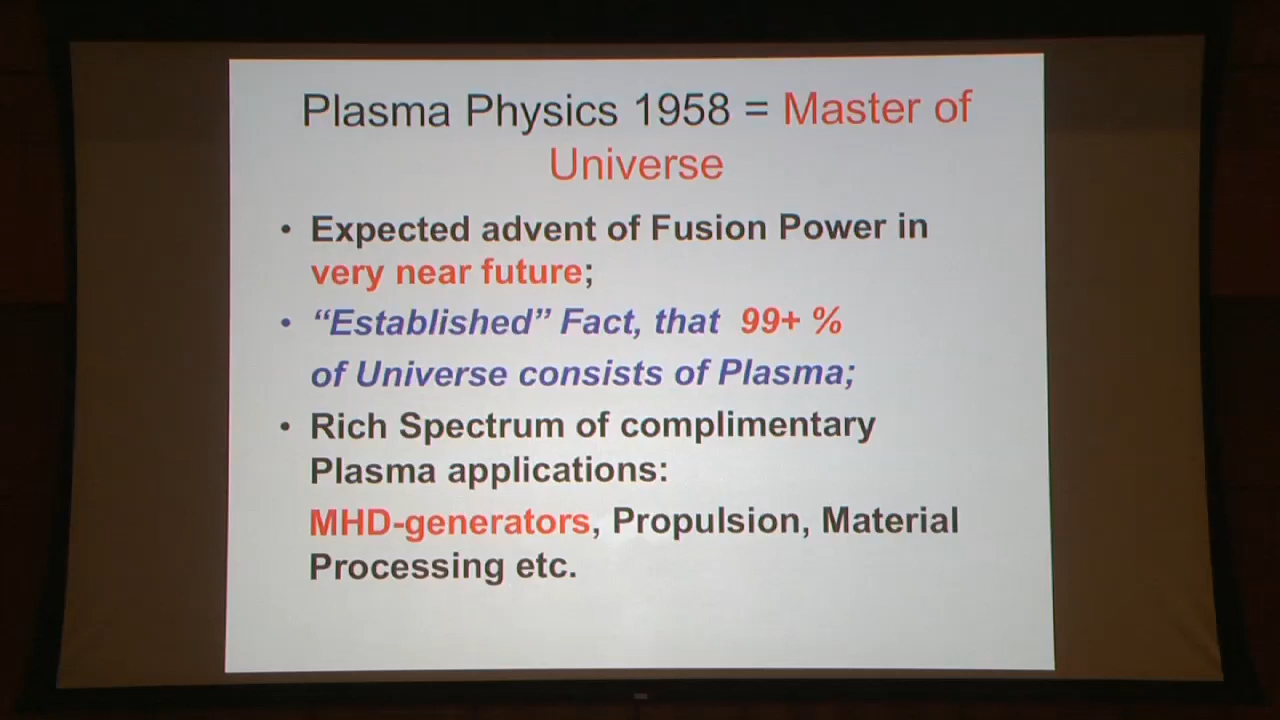 Plasma Physics 1958 = Master of
Universe
• Expected advent of Fusion Power in
very near future;
• “Established” Fact, that 99+ %
of Universe consists of Plasma;
• Rich Spectrum of complimentary
Plasma applications:
MHD-generators, Propulsion, Material
Processing etc.